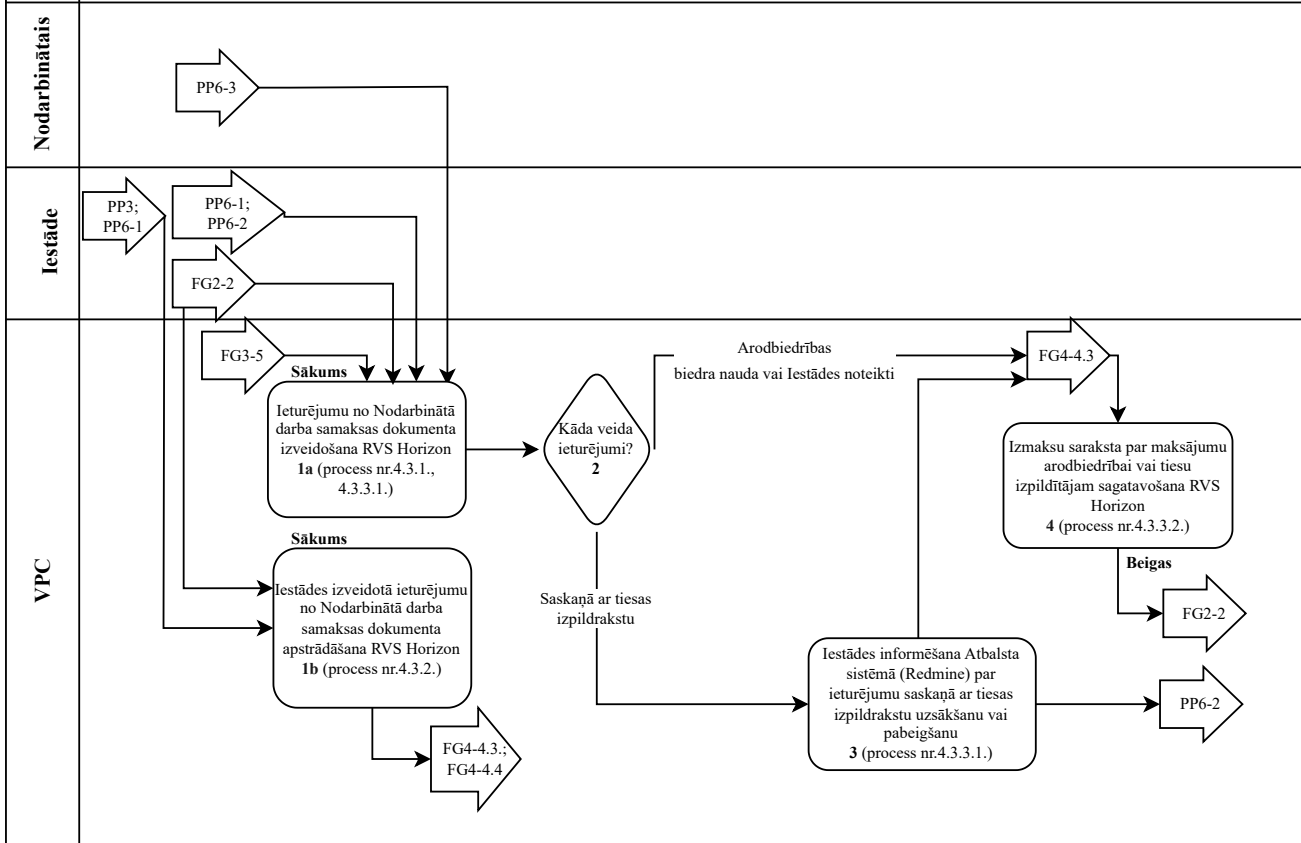 Nodarbinātais
PP6-3
Iestāde
PP3;
PP6-1
PP6-1;
PP6-2
FG2-2
VPC
FG3-5
Sākums
Ieturējumu no Nodarbinātā
darba samaksas dokumenta
izveidošana RVS Horizon
1a (process nr.4.3.1.,
4.3.3.1.)
Sākums
Iestādes izveidotā ieturējumu
no Nodarbinātā darba
samaksas dokumenta
apstrādāšana RVS Horizon
1b (process nr.4.3.2.)
FG4-4.3.;
FG4-4.4
Kāda veida
ieturējumi?
2
Arodbiedrības
biedra nauda vai Iestādes noteikti
Saskaņā ar tiesas
izpildrakstu
FG4-4.3
Izmaksu saraksta par maksājumu
arodbiedrībai vai tiesu
izpildītājam sagatavošana RVS
Horizon
4 (process nr.4.3.3.2.)
Beigas
FG2-2
Iestādes informēšana Atbalsta
sistēmā (Redmine) par
ieturējumu saskaņā ar tiesas
izpildrakstu uzsākšanu vai
pabeigšanu
3 (process nr.4.3.3.1.)
PP6-2